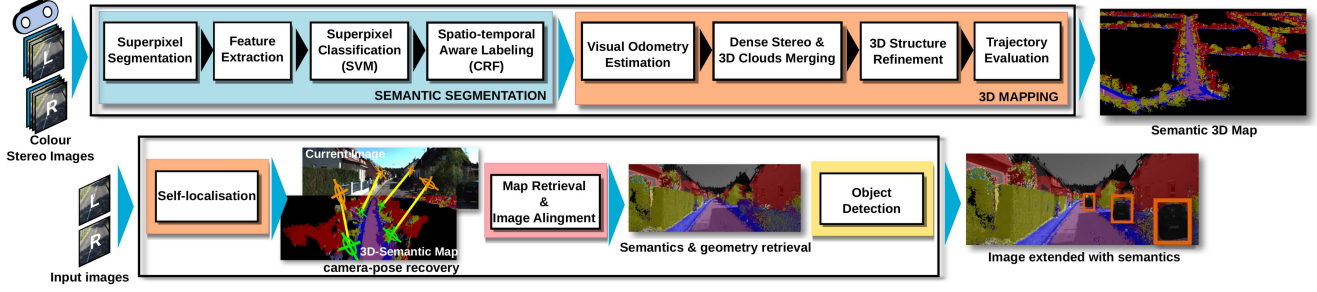 L
R
Colour
Stereo Images
Superpixel
Segmentation
Feature
Extraction
Superpixel
Classification
(SVM)
Spatio-temporal
Aware Labeling
(CRF)
SEMANTIC SEGMENTATION
Visual Odometry
Estimation
Dense Stereo &
3D Clouds Merging
3D Structure
Refinement
Trajectory
Evaluation
3D MAPPING
Semantic 3D Map
L
R
Input images
Self-localisation
Current Image
3D-Semantic Map
camera-pose recovery
Map Retrieval
&
Image Alingment
Semantics & geometry retrieval
Object
Detection
Image extended with semantics